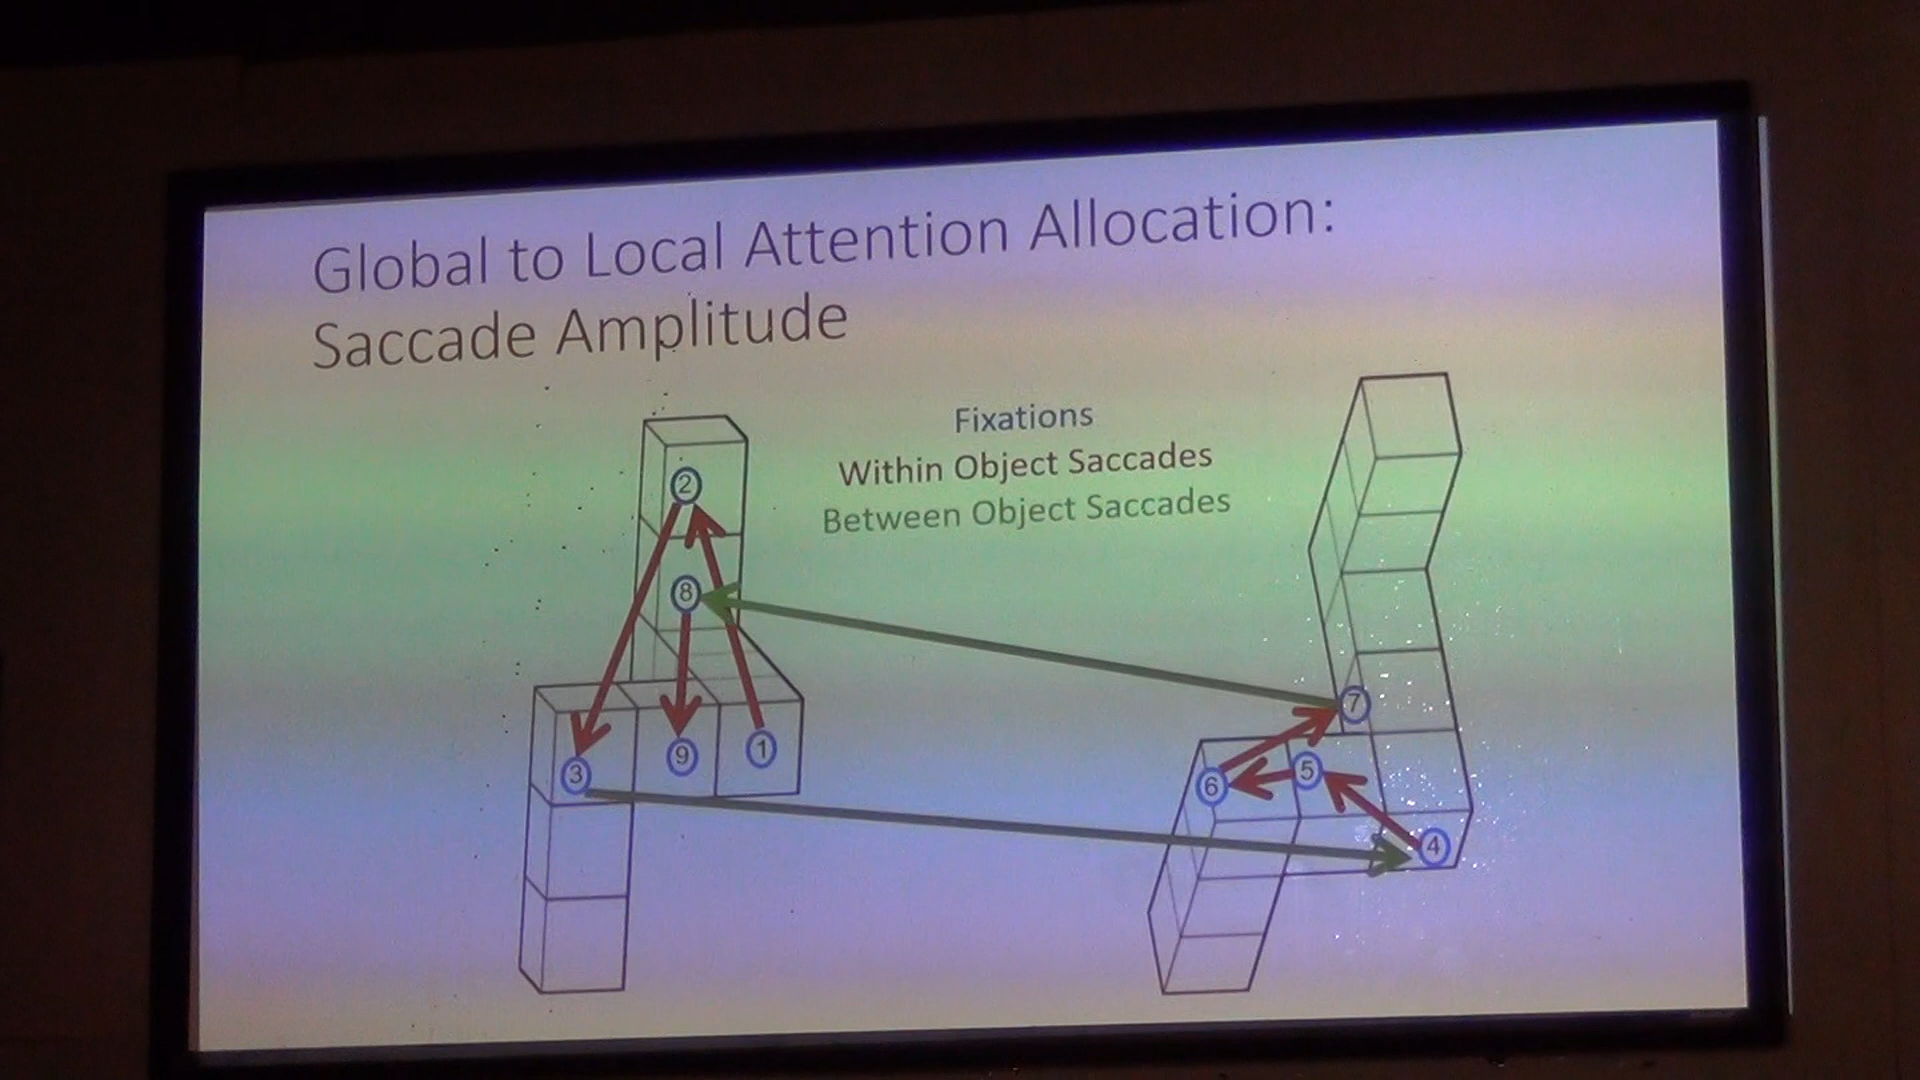 Global to Local Attention Allocation:
Saccade Amplitude
Fixations
Within Object Saccades
Between Object Saccades
2
8
7
3
9
1
6
5
4